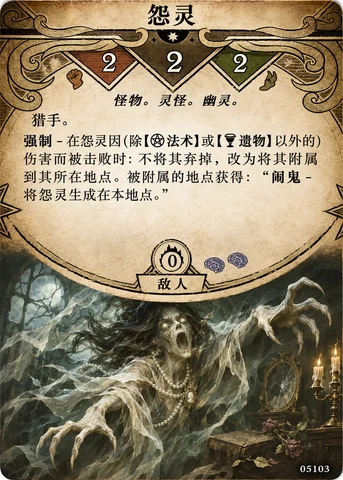 怨灵
2 2 2
怪物。灵怪。幽灵。
猎手。
强制 – 在怨灵因(除【法术】或【遗物】以外的)
伤害而被击败时:不将其弃掉,改为将其附属
到其所在地点。被附属的地点获得:“闹鬼 –
将怨灵生成在本地点。”
0
敌人
05103